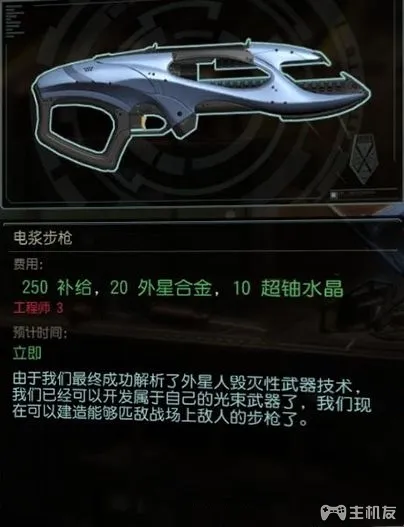 电浆步枪
费用:
250 补给, 20 外星合金, 10 超铀水晶
工程师 3
预计时间:
立即
由于我们最终成功解析了外星人毁灭性武器技术，
我们已经可以开发属于自己的光束武器了，我们现
在可以建造能够匹敌战场上敌人的步枪了。
主机友